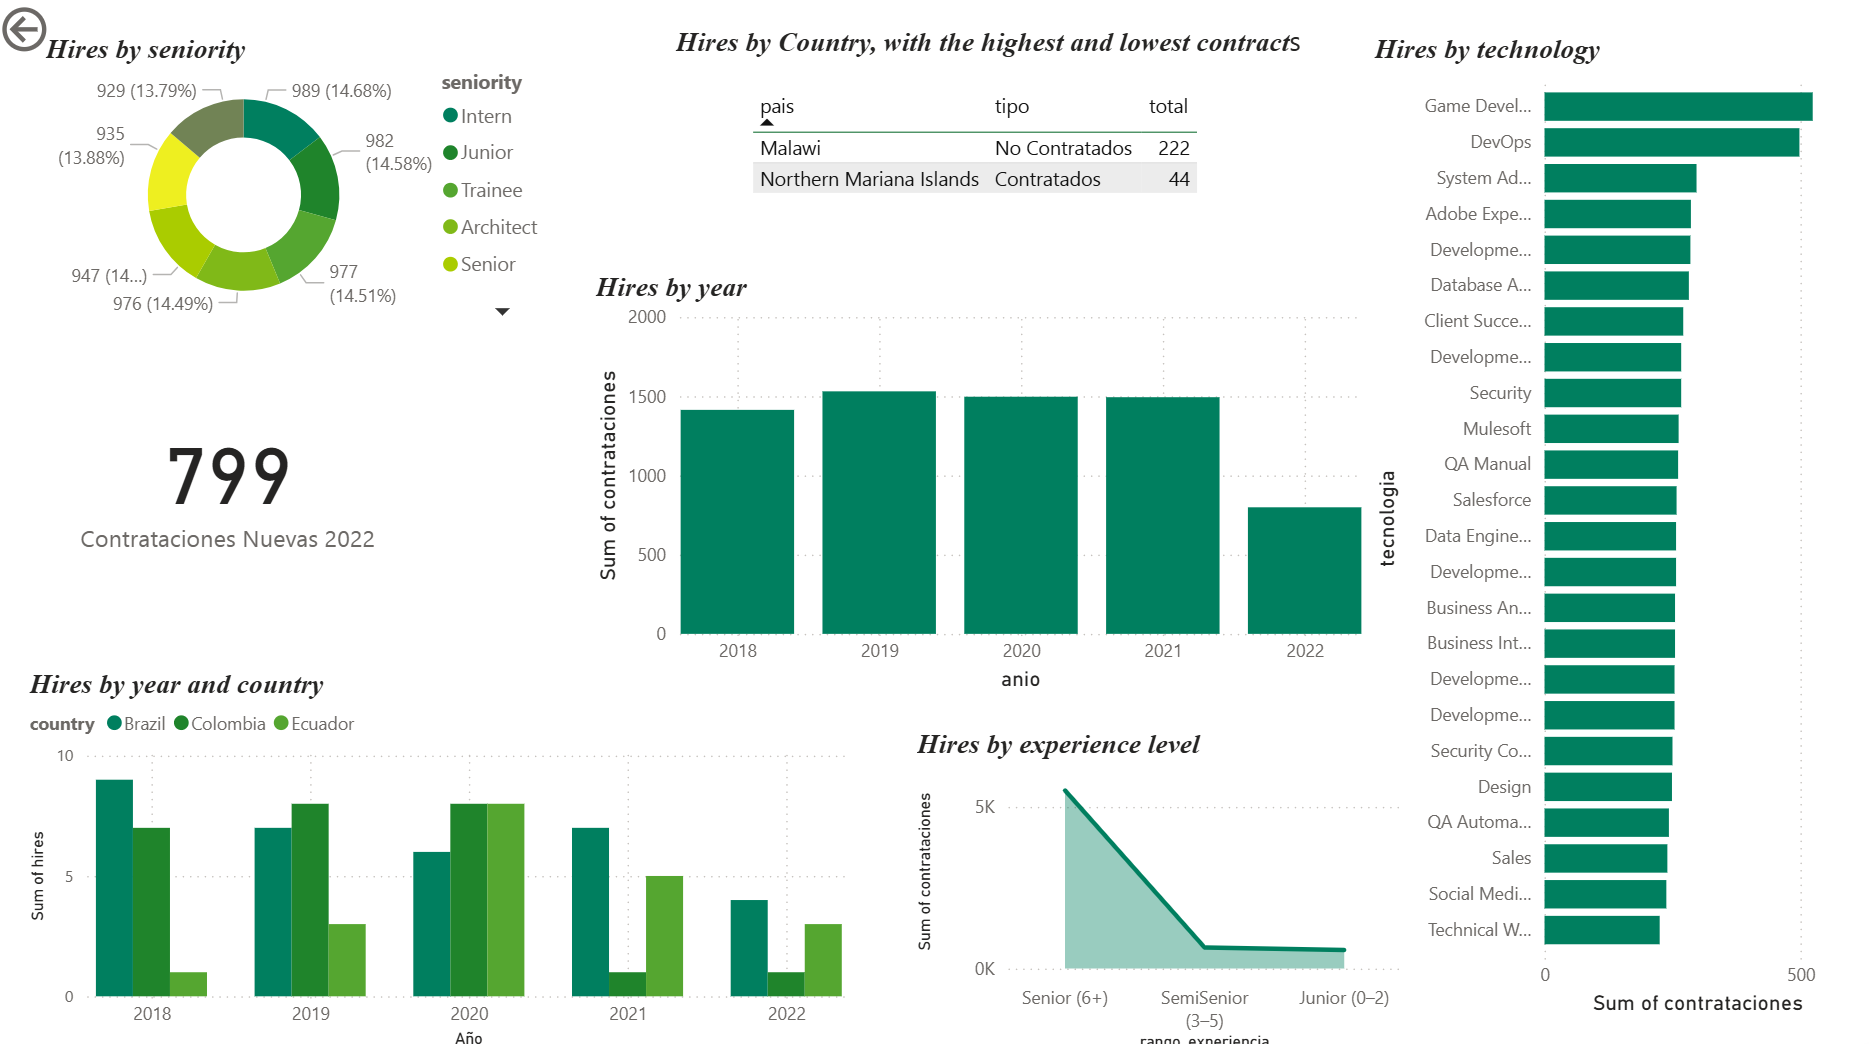 Hires by seniority
929 (13.79%)
989 (14.68%)
935
(13.88%)
982
(14.58%)
947 (14...)
977
(14.51%)
976 (14.49%)
seniority
Intern
Junior
Trainee
Architect
Senior
Hires by Country, with the highest and lowest contracts
pais tipo total
Malawi No Contratados 222
Northern Mariana Islands Contratados 44
799
Contrataciones Nuevas 2022
Hires by year
Sum of contrataciones
2000
1500
1000
500
0
2018 2019 2020 2021 2022
anio
Hires by year and country
country Brazil Colombia Ecuador
Sum of hires
10
5
0
2018 2019 2020 2021 2022
Año
Hires by experience level
Sum of contrataciones
5K
0K
Senior (6+) SemiSenior (3–5) Junior (0–2)
rango_experiencia
Hires by technology
tecnologia
Game Devel...
DevOps
System Ad...
Adobe Expe...
Developme...
Database A...
Client Succe...
Developme...
Security
Mulesoft
QA Manual
Salesforce
Data Engine...
Developme...
Business An...
Business Int...
Developme...
Developme...
Security Co...
Design
QA Automa...
Sales
Social Medi...
Technical W...
0 500
Sum of contrataciones